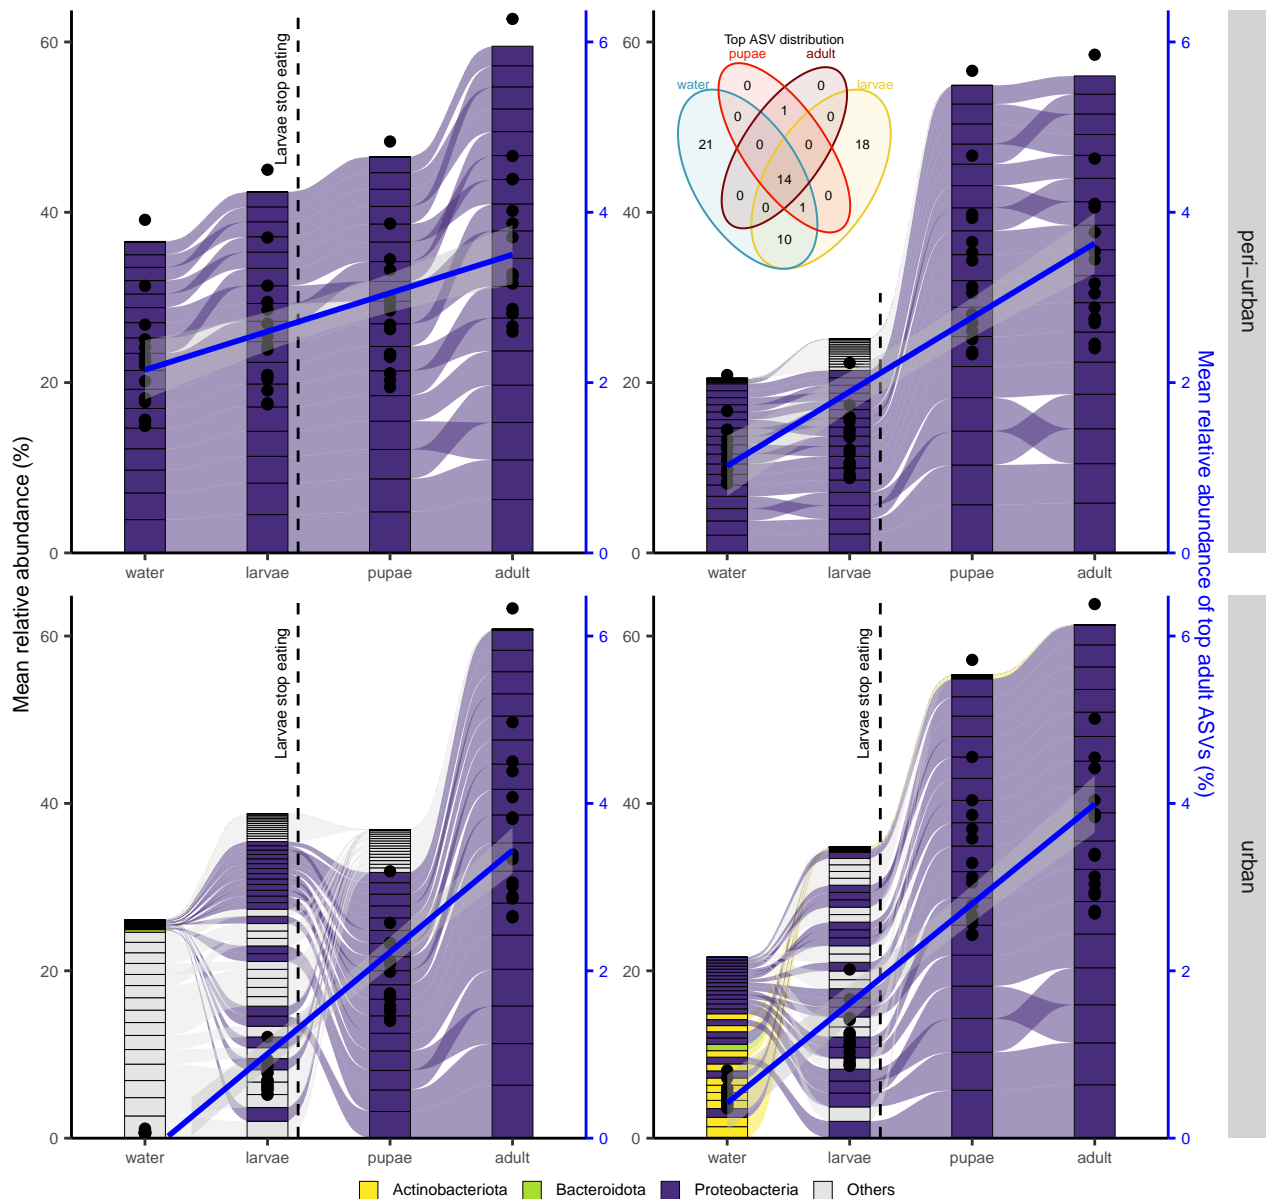 Mean relative abundance (%)
Mean relative abundance of top adult ASVs (%)
60
40
20
0
Larvae stop eating
6
4
2
0
water larvae pupae adult
60
40
20
0
Top ASV distribution
pupae adult
water larvae
0 0
1
0 0
21 0 0 18
14
0 0 1 0
10
6
4
2
0
water larvae pupae adult
peri-urban
60
40
20
0
Larvae stop eating
6
4
2
0
water larvae pupae adult
60
40
20
0
Larvae stop eating
6
4
2
0
water larvae pupae adult
urban
Actinobacteriota Bacteroidota Proteobacteria Others